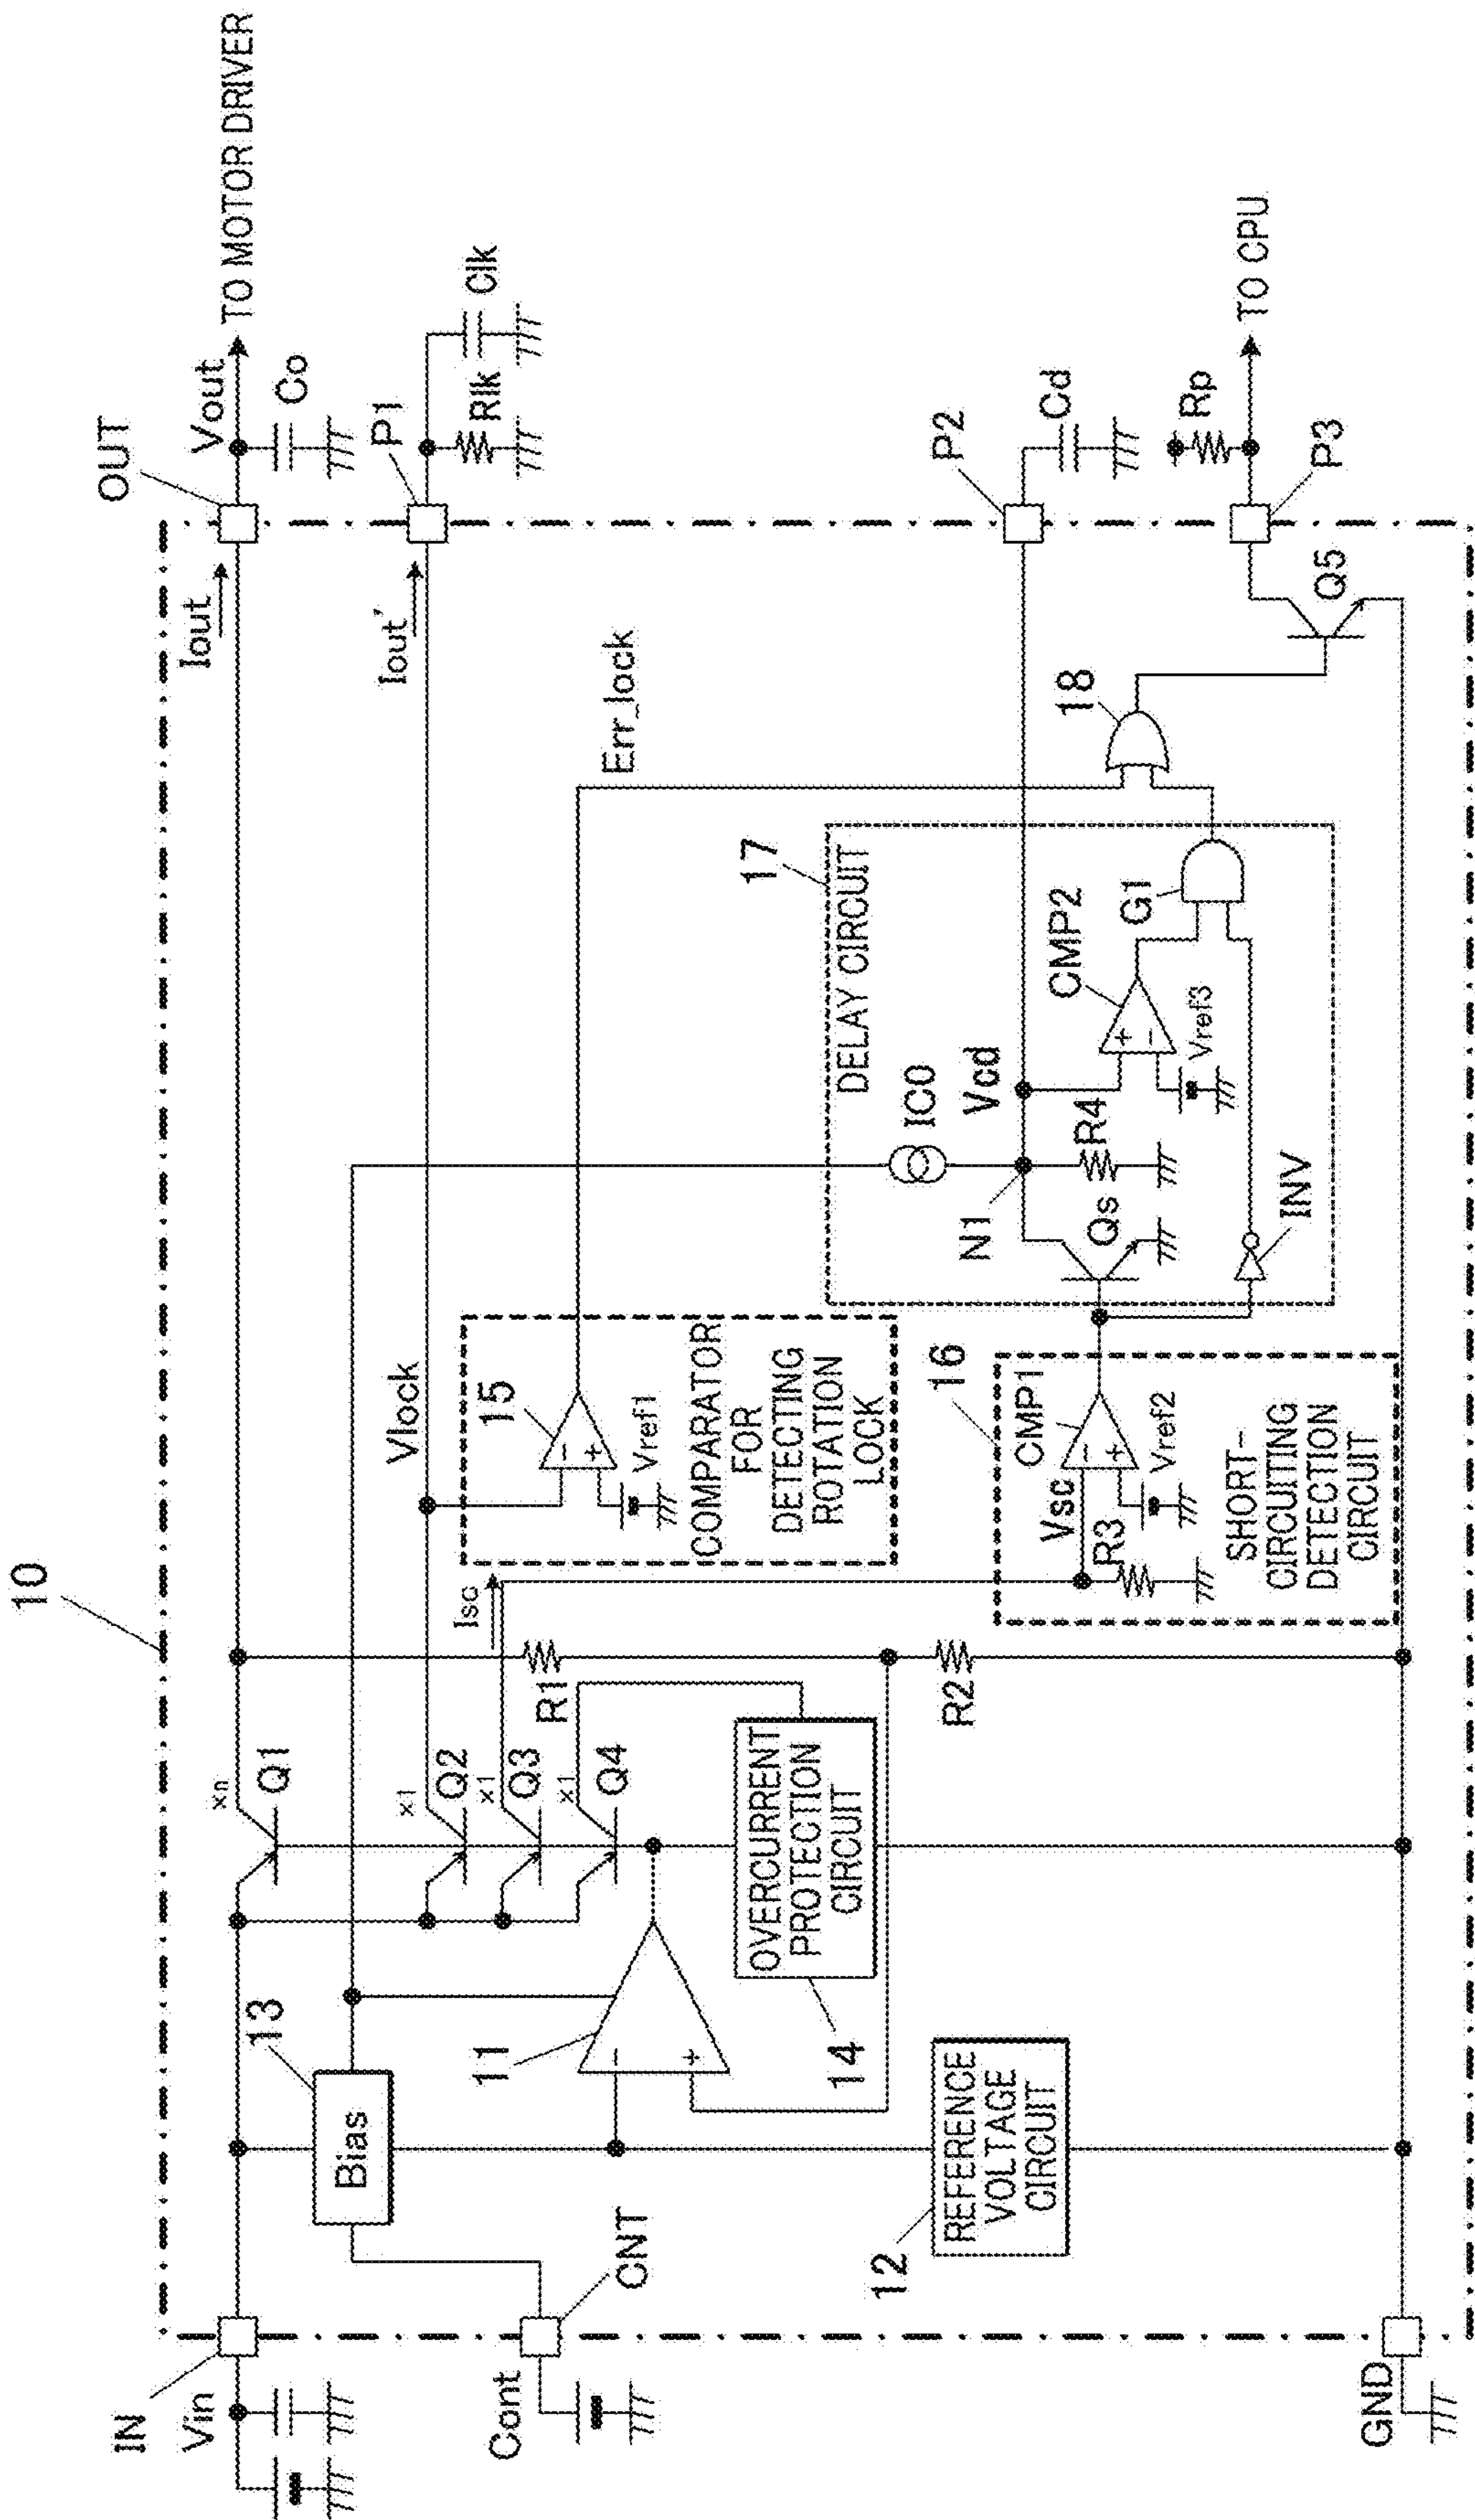 10
IN
Vin
Cont
CNT
GND
13
Bias
11
−
+
12
REFERENCE
VOLTAGE
CIRCUIT
14
OVERCURRENT
PROTECTION
CIRCUIT
xn
Q1
x1
Q2
x1
Q3
x1
Q4
R1
R2
Isc
Vlock
15
−
+
Vref1
COMPARATOR
FOR
DETECTING
ROTATION
LOCK
16
CMP1
−
+
Vsc
Vref2
R3
SHORT-
CIRCUITING
DETECTION
CIRCUIT
17
DELAY CIRCUIT
IC0
Vcd
N1
R4
Qs
CMP2
+
−
Vref3
G1
INV
Err_lock
18
Q5
Iout
Iout'
OUT
Vout
TO MOTOR DRIVER
Co
P1
Rlk
Clk
P2
Cd
Rp
P3
TO CPU